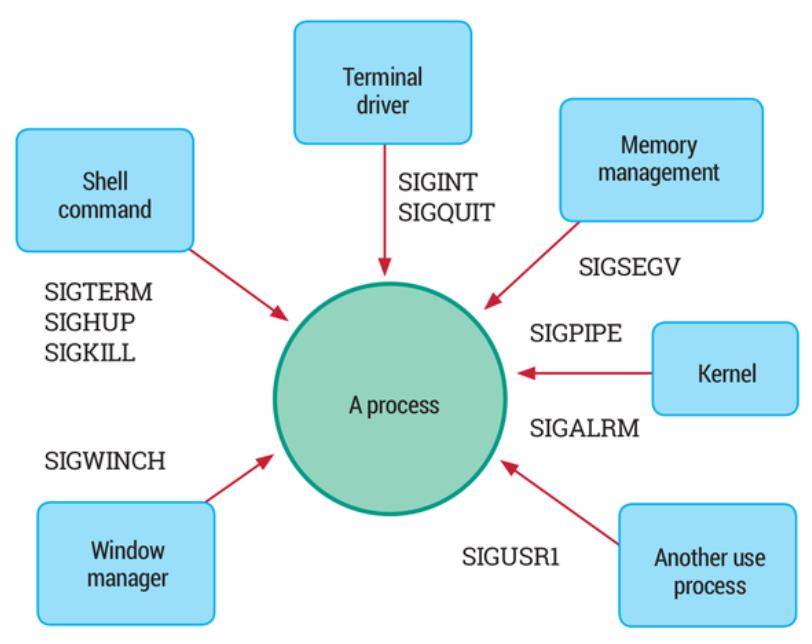 Terminal
driver
Memory
management
Shell
command
SIGINT
SIGQUIT
SIGSEGV
SIGTERM
SIGHUP
SIGKILL
SIGPIPE
Kernel
A process
SIGALRM
SIGWINCH
Window
manager
SIGUSR1
Another use
process